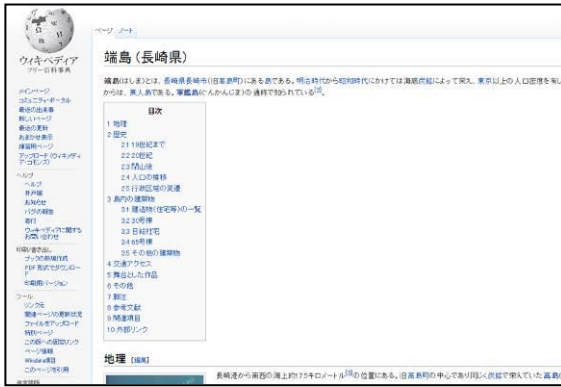 ウィキペディア
フリー百科事典
メインページ
コミュニティ・ポータル
最近の出来事
新しいページ
最近の更新
おまかせ表示
練習用ページ
アップロード (ウィキメディア・コモンズ)
ヘルプ
ヘルプ
井戸端
お知らせ
バグの報告
寄付
ウィキペディアに関するお問い合わせ
印刷/書き出し
ブックの新規作成
PDF 形式でダウンロード
印刷用バージョン
ツール
リンク元
関連ページの更新状況
ファイルをアップロード
特別ページ
この版への固定リンク
ページ情報
Wikidata項目
このページを引用
ページ ノート
端島 (長崎県)
端島(はしま)とは、長崎県長崎市(旧高島町)にある島である。明治時代から昭和時代にかけては海底炭鉱によって栄え、東京以上の人口密度を有し
からは、無人島である。軍艦島(ぐんかんじま)の通称で知られている
目次
1 地理
2 歴史
2.1 19世紀まで
2.2 20世紀
2.3 閉山後
2.4 人口の推移
2.5 行政区域の変遷
3 島内の建築物
3.1 建造物(住宅等)の一覧
3.2 30号棟
3.3 日給社宅
3.4 65号棟
3.5 その他の建築物
4 交通アクセス
5 舞台とした作品
6 その他
7 脚注
8 参考文献
9 関連項目
10 外部リンク
地理 [編集]
長崎港から南西の海上約17.5キロメートルの位置にある。旧高島町の中心であり同じく炭鉱で栄えていた高島